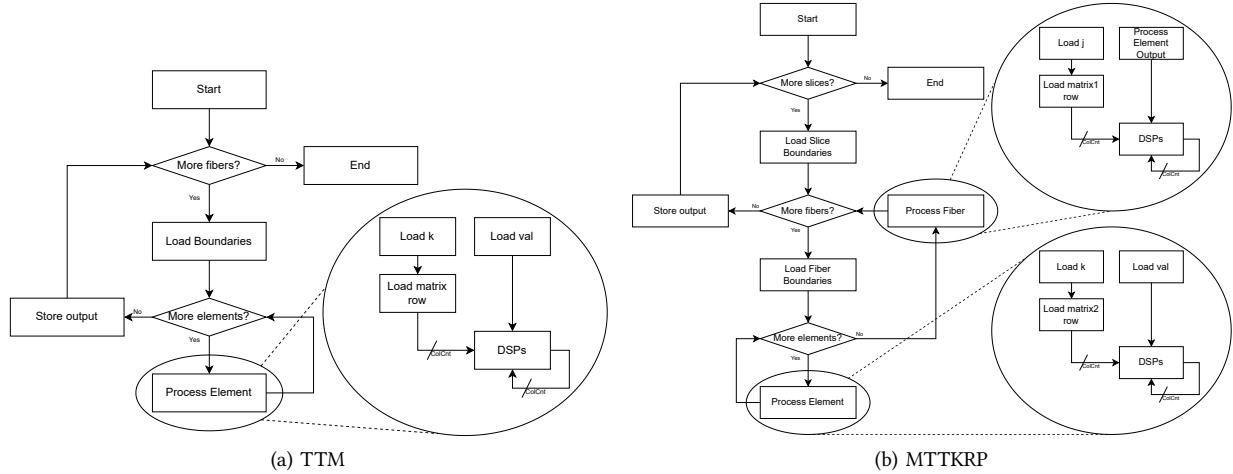 Start
More fibers?
No
End
Yes
Load Boundaries
More elements?
No
Store output
Yes
Process Element
Load k
Load val
Load matrix
row
DSPs
ColCnt
ColCnt
(a) TTM
Start
More slices?
No
End
Yes
Load Slice
Boundaries
More fibers?
No
Store output
Process Fiber
Yes
Load Fiber
Boundaries
More elements?
No
Yes
Process Element
Load j
Process
Element
Output
Load matrix1
row
DSPs
ColCnt
ColCnt
Load k
Load val
Load matrix2
row
DSPs
ColCnt
ColCnt
(b) MTTKRP